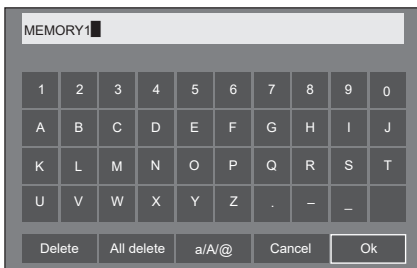 MEMORY1
1 2 3 4 5 6 7 8 9 0
A B C D E F G H I J
K L M N O P Q R S T
U V W X Y Z . – _
Delete All delete a/A/@ Cancel Ok